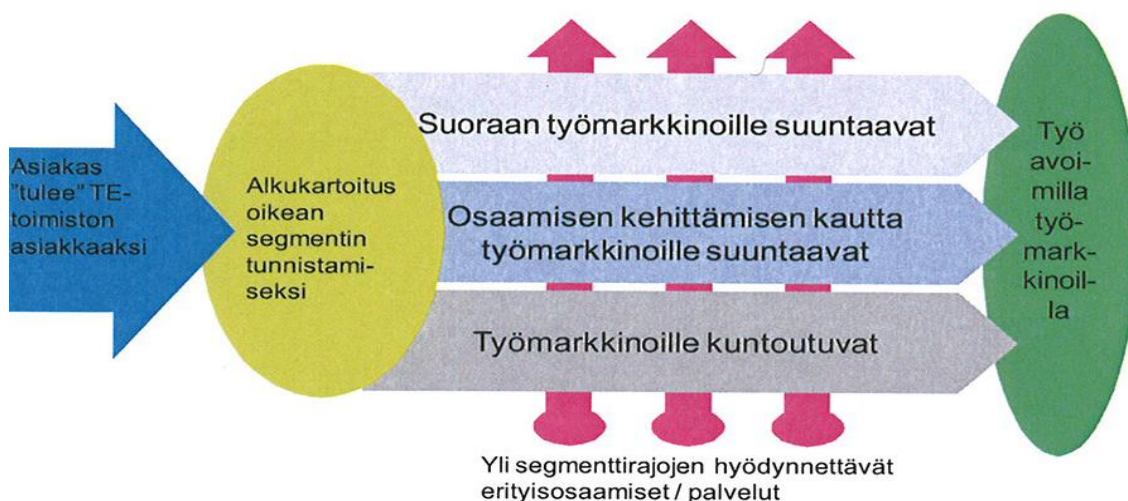 Asiakas
"tulee" TE-
toimiston
asiakkaaksi
Alkukartoitus
oikean
segmentin
tunnistami-
seksi
Suoraan työmarkkinoille suuntaavat
Osaamisen kehittämisen kautta
työmarkkinoille suuntaavat
Työmarkkinoille kuntoutuvat
Työ
avoi-
milla
työ-
mark-
kinoil-
la
Yli segmenttirajojen hyödynnettävät
erityisosaamiset / palvelut